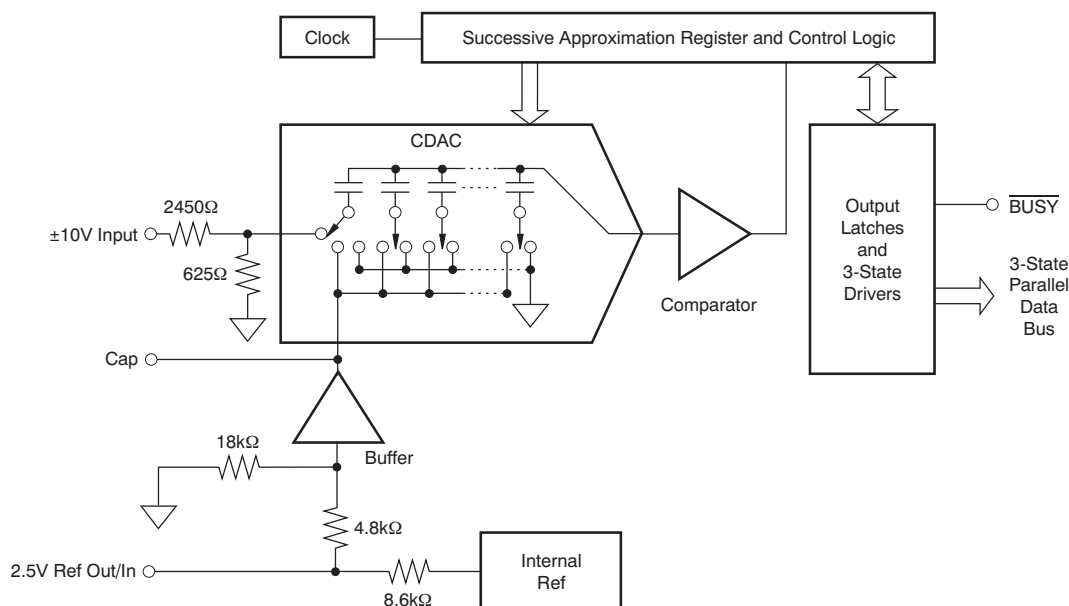 Clock
Successive Approximation Register and Control Logic
CDAC
2450Ω
±10V Input
625Ω
Comparator
Output
Latches
and
3-State
Drivers
BUSY
3-State
Parallel
Data
Bus
Cap
Buffer
18kΩ
4.8kΩ
2.5V Ref Out/In
8.6kΩ
Internal
Ref